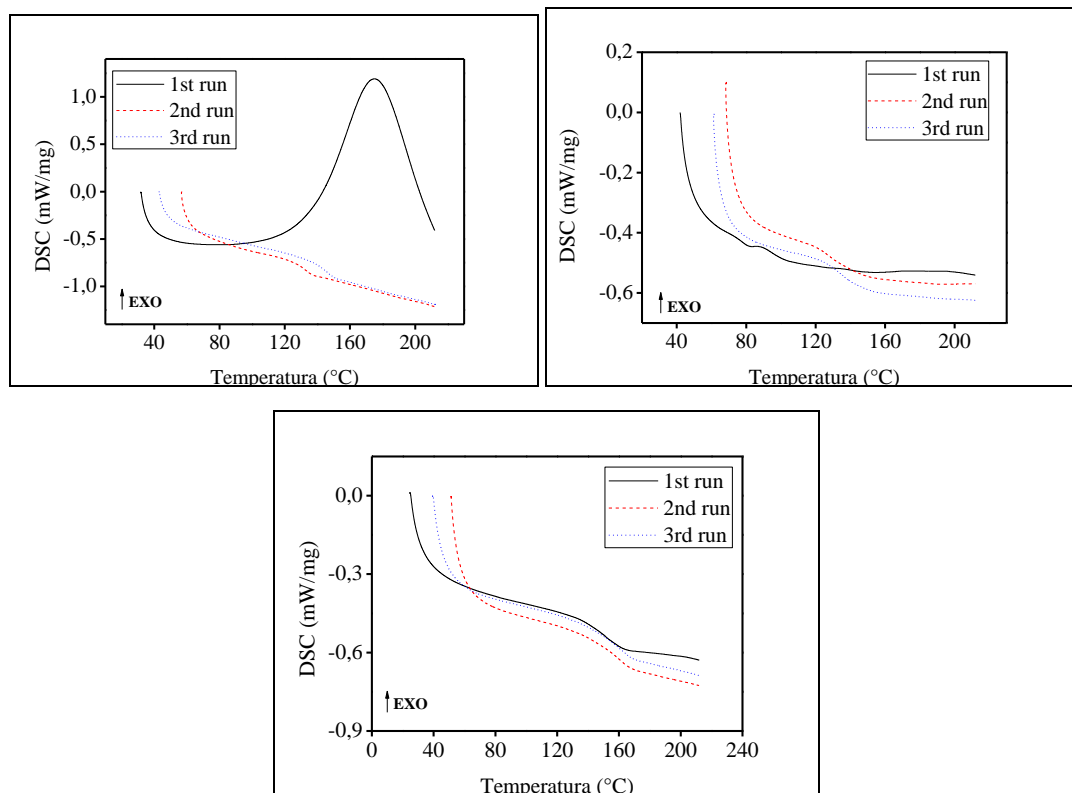 1st run
2nd run
3rd run
1,0
0,5
0,0
-0,5
-1,0
DSC (mW/mg)
EXO
40 80 120 160 200
Temperatura (°C)
1st run
2nd run
3rd run
0,2
0,0
-0,2
-0,4
-0,6
DSC (mW/mg)
EXO
40 80 120 160 200
Temperatura (°C)
1st run
2nd run
3rd run
0,0
-0,3
-0,6
-0,9
DSC (mW/mg)
EXO
0 40 80 120 160 200 240
Temperatura (°C)